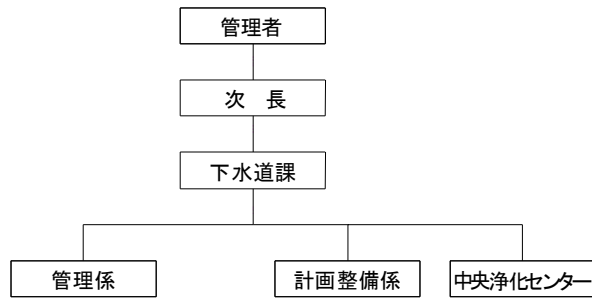 管理者
次　長
下水道課
管理係
計画整備係
中央浄化センター